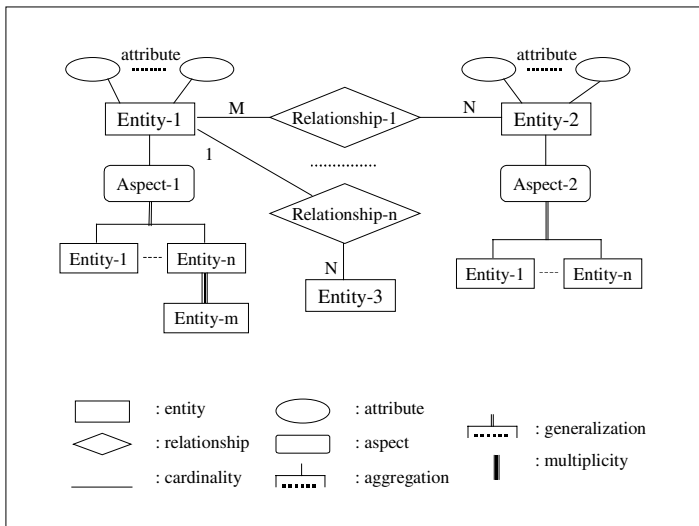 attribute
attribute
Entity-1
M
Relationship-1
N
Entity-2
1
Aspect-1
Aspect-2
Relationship-n
Entity-1
Entity-n
N
Entity-1
Entity-n
Entity-m
Entity-3
: entity
: attribute
: generalization
: relationship
: aspect
: multiplicity
: cardinality
: aggregation